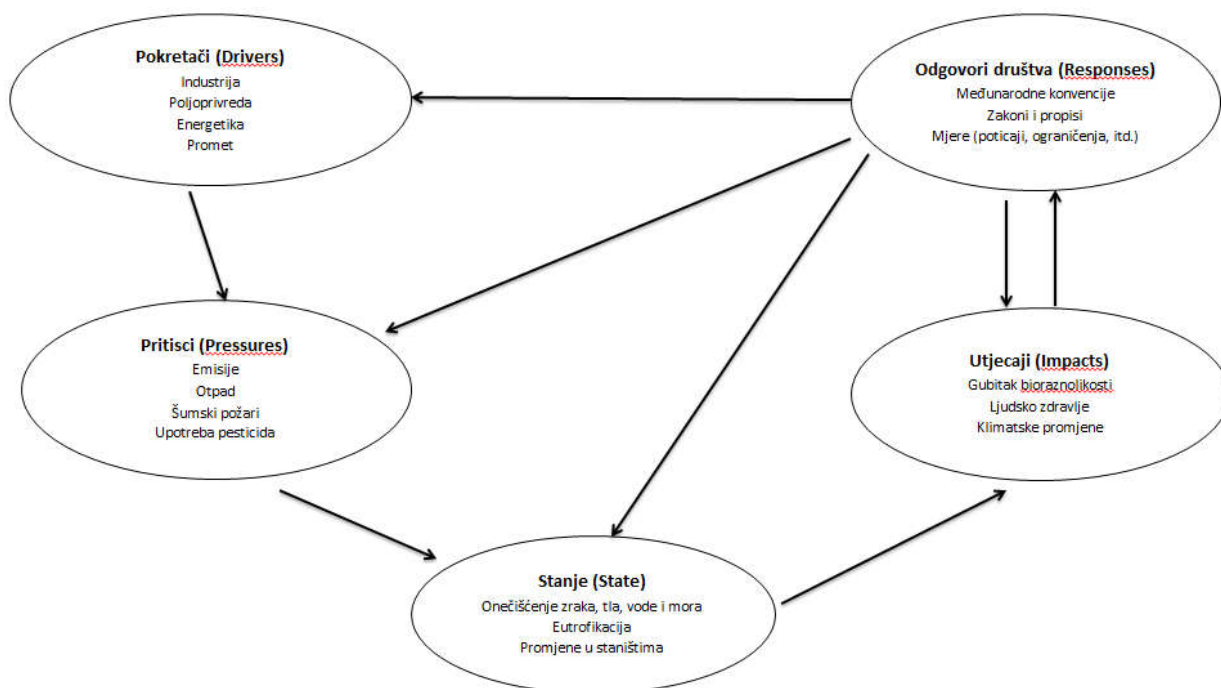 Pokretači (Drivers)
Industrija
Poljoprivreda
Energetika
Promet
Odgovori društva (Responses)
Međunarodne konvencije
Zakoni i propisi
Mjere (poticaji, ograničenja, itd.)
Pritisci (Pressures)
Emisije
Otpad
Šumski požari
Upotreba pesticida
Utjecaji (Impacts)
Gubitak bioraznolikosti
Ljudsko zdravlje
Klimatske promjene
Stanje (State)
Onečišćenje zraka, tla, vode i mora
Eutrofikacija
Promjene u staništima